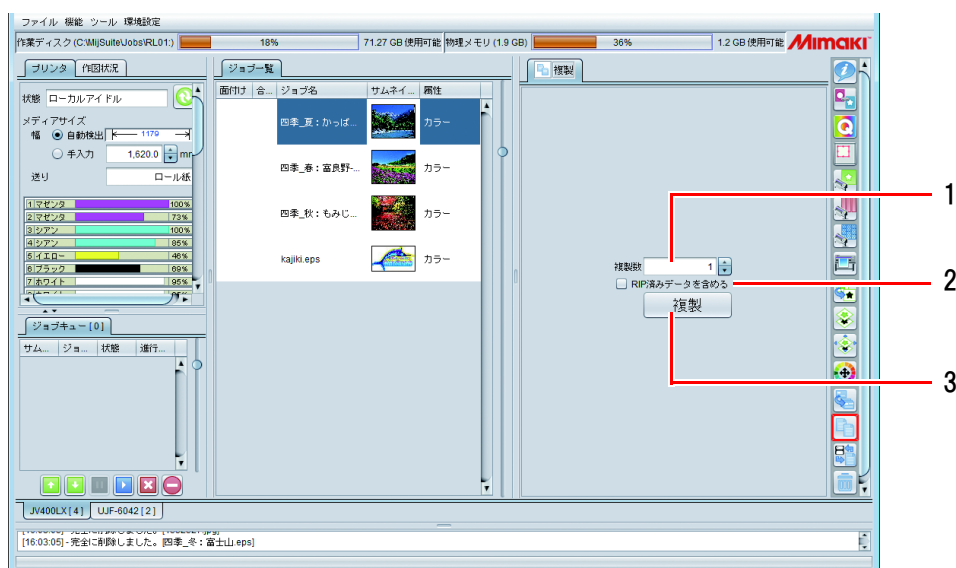 ファイル 機能 ツール 環境設定
作業ディスク (C:\MijSuite\Jobs\RL01:) 18% 71.27 GB 使用可能 物理メモリ (1.9 GB) 36% 1.2 GB 使用可能 Mimaki
プリンタ 作図状況
状態 ローカルアイドル
メディアサイズ
幅 自動検出 1179
手入力 1,620.0 mm
送り ロール紙
1 マゼンタ 100%
2 マゼンタ 73%
3 シアン 100%
4 シアン 85%
5 イエロー 46%
6 ブラック 69%
7 ホワイト 95%
ジョブキュー [0]
サム... ジョ... 状態 進行...
ジョブ一覧
面付け 合... ジョブ名 サムネイ... 属性
四季_夏：かっぱ... カラー
四季_春：富良野-... カラー
四季_秋：もみじ... カラー
kajiki.eps カラー
複製
複製数 1
RIP済みデータを含める
複製
1
2
3
JV400LX [ 4 ] UJF-6042 [ 2 ]
[16:03:05] - 完全に削除しました。[四季_冬：富士山.eps]